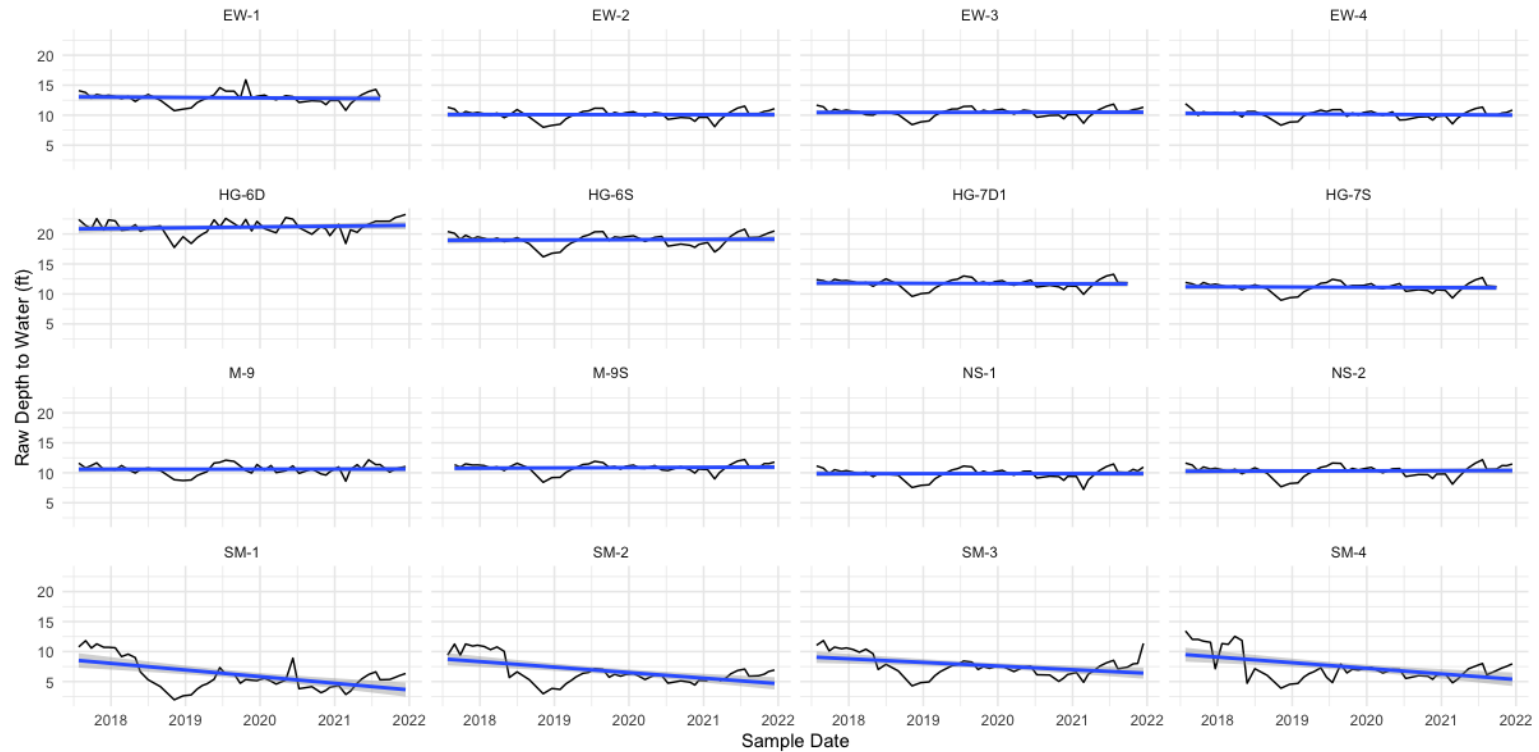 EW-1 EW-2 EW-3 EW-4
20
15
10
5
HG-6D HG-6S HG-7D1 HG-7S
20
15
10
5
Raw Depth to Water (ft)
M-9 M-9S NS-1 NS-2
20
15
10
5
SM-1 SM-2 SM-3 SM-4
20
15
10
5
2018 2019 2020 2021 2022 2018 2019 2020 2021 2022 2018 2019 2020 2021 2022 2018 2019 2020 2021 2022
Sample Date